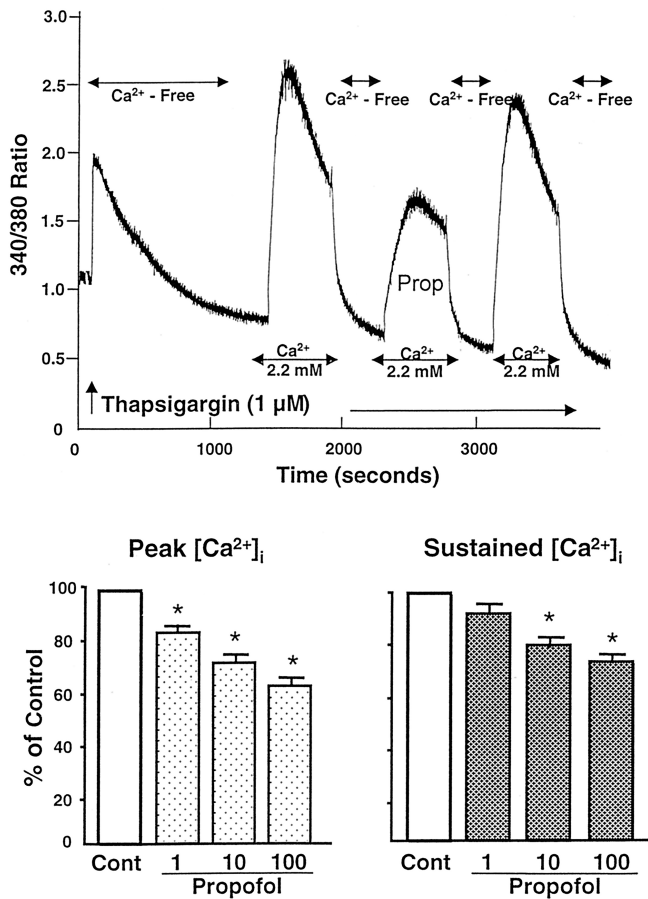 3.0
2.5
2.0
1.5
1.0
0.5
0
340/380 Ratio
Ca²⁺ - Free
Ca²⁺ - Free
Ca²⁺ - Free
Ca²⁺ - Free
Prop
Ca²⁺
2.2 mM
Ca²⁺
2.2 mM
Ca²⁺
2.2 mM
Thapsigargin (1 µM)
0 1000 2000 3000
Time (seconds)
Peak [Ca²⁺]i
100
80
60
40
20
0
% of Control
* * *
Cont 1 10 100
Propofol
Sustained [Ca²⁺]i
* *
Cont 1 10 100
Propofol